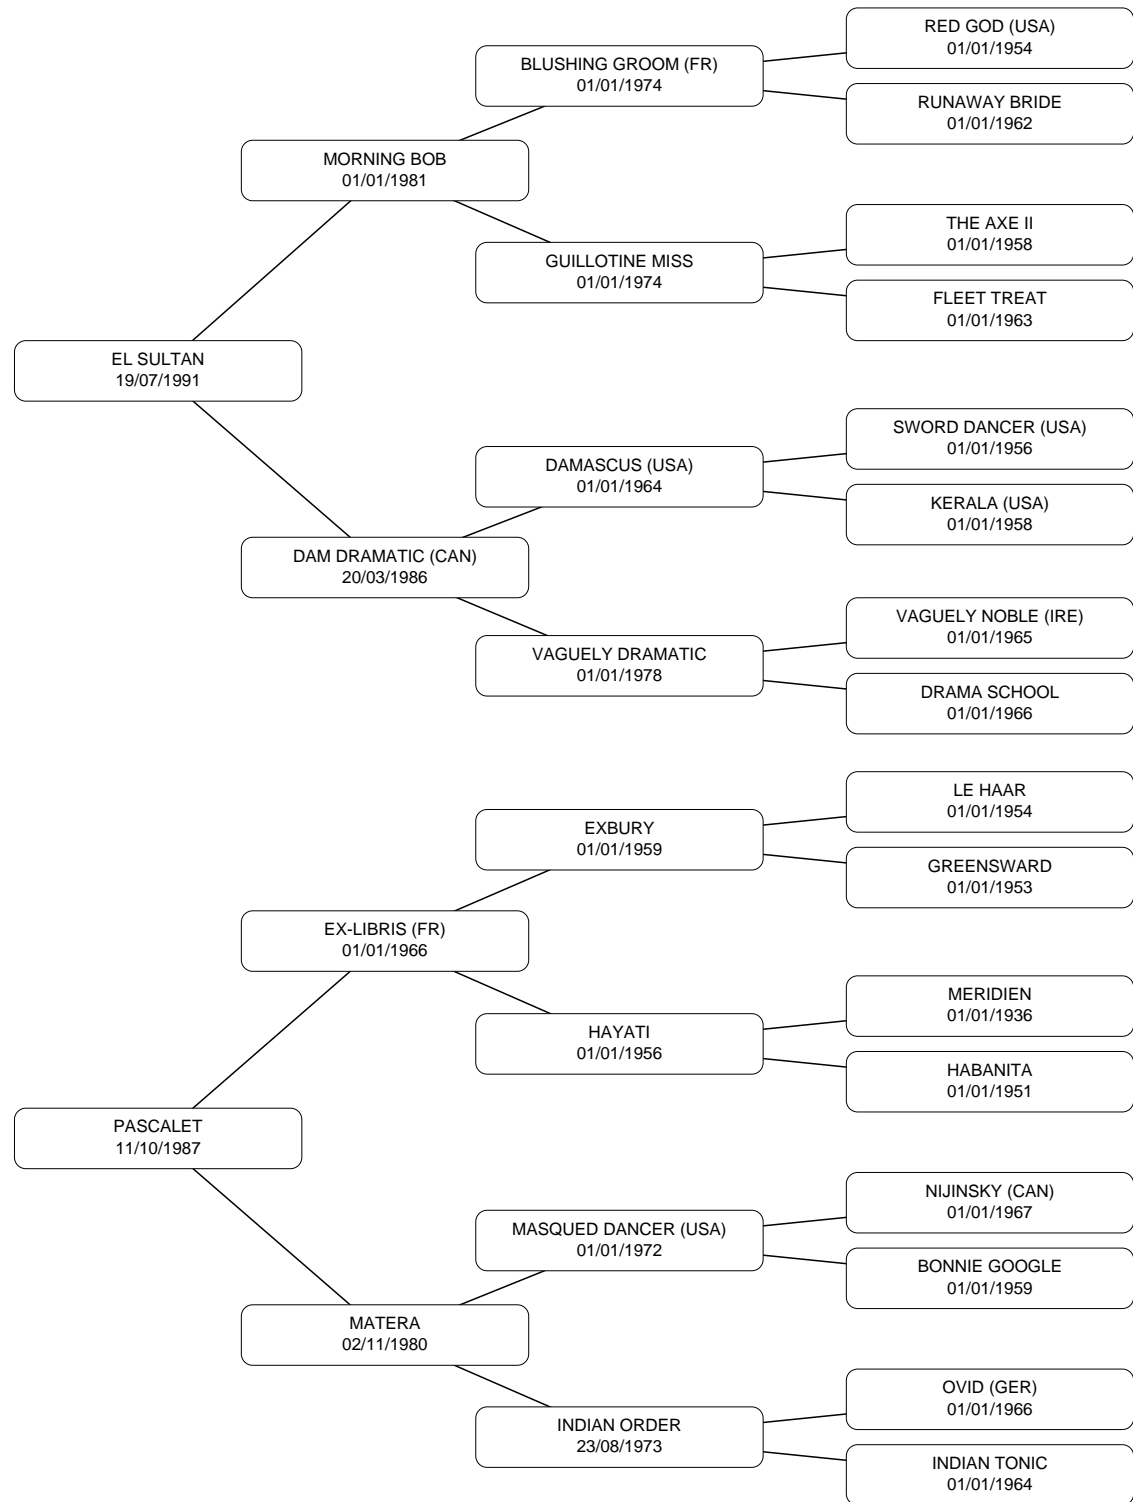 RED GOD (USA)
01/01/1954
BLUSHING GROOM (FR)
01/01/1974
RUNAWAY BRIDE
01/01/1962
MORNING BOB
01/01/1981
THE AXE II
01/01/1958
GUILLOTINE MISS
01/01/1974
FLEET TREAT
01/01/1963
EL SULTAN
19/07/1991
SWORD DANCER (USA)
01/01/1956
DAMASCUS (USA)
01/01/1964
KERALA (USA)
01/01/1958
DAM DRAMATIC (CAN)
20/03/1986
VAGUELY NOBLE (IRE)
01/01/1965
VAGUELY DRAMATIC
01/01/1978
DRAMA SCHOOL
01/01/1966
LE HAAR
01/01/1954
EXBURY
01/01/1959
GREENSWARD
01/01/1953
EX-LIBRIS (FR)
01/01/1966
MERIDIEN
01/01/1936
HAYATI
01/01/1956
HABANITA
01/01/1951
PASCALET
11/10/1987
NIJINSKY (CAN)
01/01/1967
MASQUED DANCER (USA)
01/01/1972
BONNIE GOOGLE
01/01/1959
MATERA
02/11/1980
OVID (GER)
01/01/1966
INDIAN ORDER
23/08/1973
INDIAN TONIC
01/01/1964